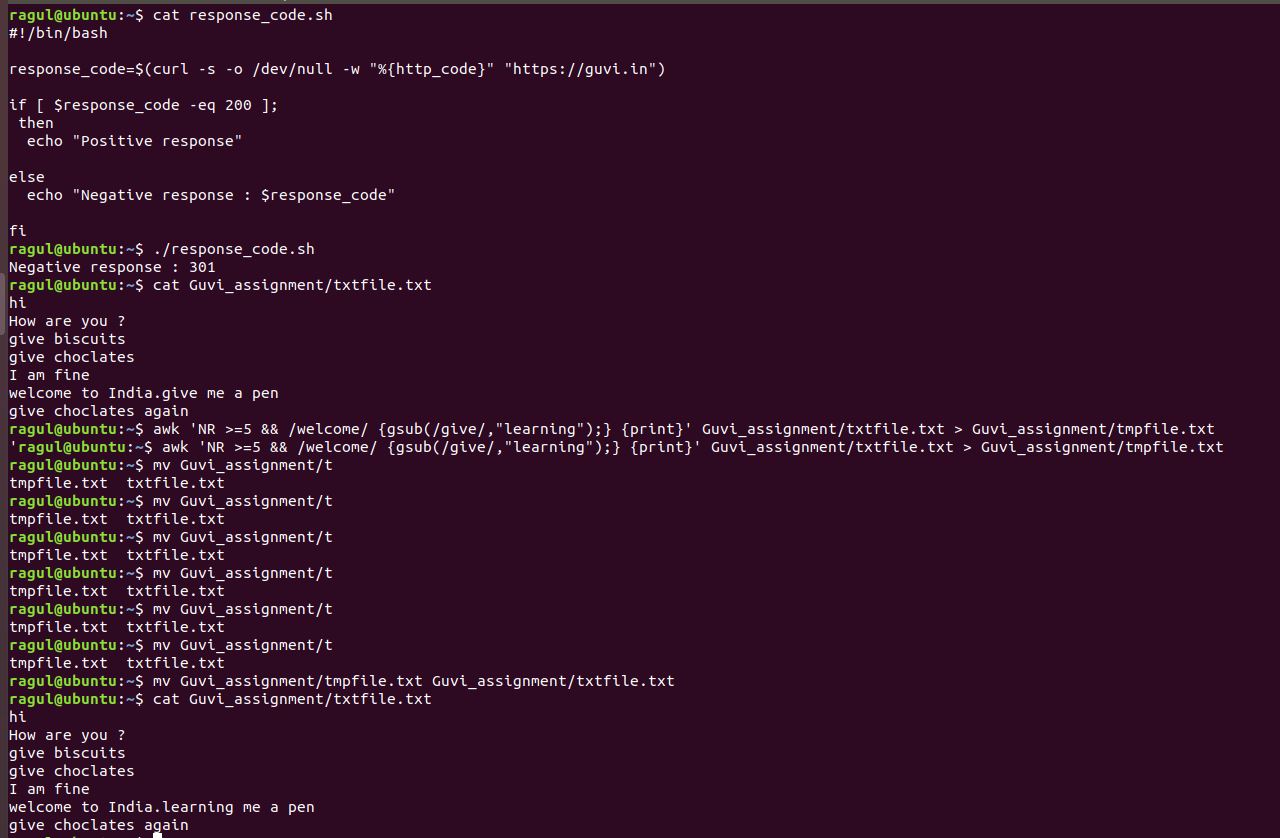 ragul@ubuntu:~$ cat response_code.sh
#!/bin/bash
response_code=$(curl -s -o /dev/null -w "%{http_code}" "https://guvi.in")
if [ $response_code -eq 200 ];
 then
  echo "Positive response"
else
  echo "Negative response : $response_code"
fi
ragul@ubuntu:~$ ./response_code.sh
Negative response : 301
ragul@ubuntu:~$ cat Guvi_assignment/txtfile.txt
hi
How are you ?
give biscuits
give choclates
I am fine
welcome to India.give me a pen
give choclates again
ragul@ubuntu:~$ awk 'NR >=5 && /welcome/ {gsub(/give/,"learning");} {print}' Guvi_assignment/txtfile.txt > Guvi_assignment/tmpfile.txt
'ragul@ubuntu:~$ awk 'NR >=5 && /welcome/ {gsub(/give/,"learning");} {print}' Guvi_assignment/txtfile.txt > Guvi_assignment/tmpfile.txt
ragul@ubuntu:~$ mv Guvi_assignment/t
tmpfile.txt  txtfile.txt
ragul@ubuntu:~$ mv Guvi_assignment/t
tmpfile.txt  txtfile.txt
ragul@ubuntu:~$ mv Guvi_assignment/t
tmpfile.txt  txtfile.txt
ragul@ubuntu:~$ mv Guvi_assignment/t
tmpfile.txt  txtfile.txt
ragul@ubuntu:~$ mv Guvi_assignment/t
tmpfile.txt  txtfile.txt
ragul@ubuntu:~$ mv Guvi_assignment/t
tmpfile.txt  txtfile.txt
ragul@ubuntu:~$ mv Guvi_assignment/tmpfile.txt Guvi_assignment/txtfile.txt
ragul@ubuntu:~$ cat Guvi_assignment/txtfile.txt
hi
How are you ?
give biscuits
give choclates
I am fine
welcome to India.learning me a pen
give choclates again